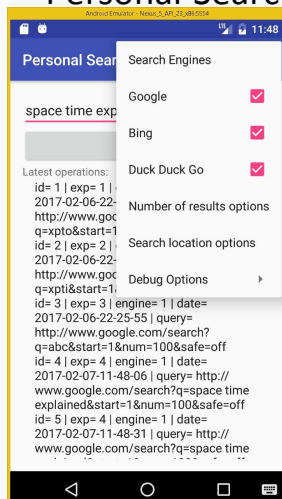 Personal Search
Android Emulator - Nexus_5_API_23_x86:5554
11:48
Personal Sear
Search Engines
Google
Bing
Duck Duck Go
Number of results options
Search location options
Debug Options
space time exp
Latest operations:
id= 1 | exp= 1 |
2017-02-06-22-
http://www.goo
q=xpto&start=1
id= 2 | exp= 2 |
2017-02-06-22-
http://www.goo
q=xpti&start=1&
id= 3 | exp= 3 | engine= 1 | date=
2017-02-06-22-25-55 | query=
http://www.google.com/search?
q=abc&start=1&num=100&safe=off
id= 4 | exp= 4 | engine= 1 | date=
2017-02-07-11-48-06 | query= http://
www.google.com/search?q=space time
explained&start=1&num=100&safe=off
id= 5 | exp= 4 | engine= 1 | date=
2017-02-07-11-48-31 | query= http://
www.google.com/search?q=space time